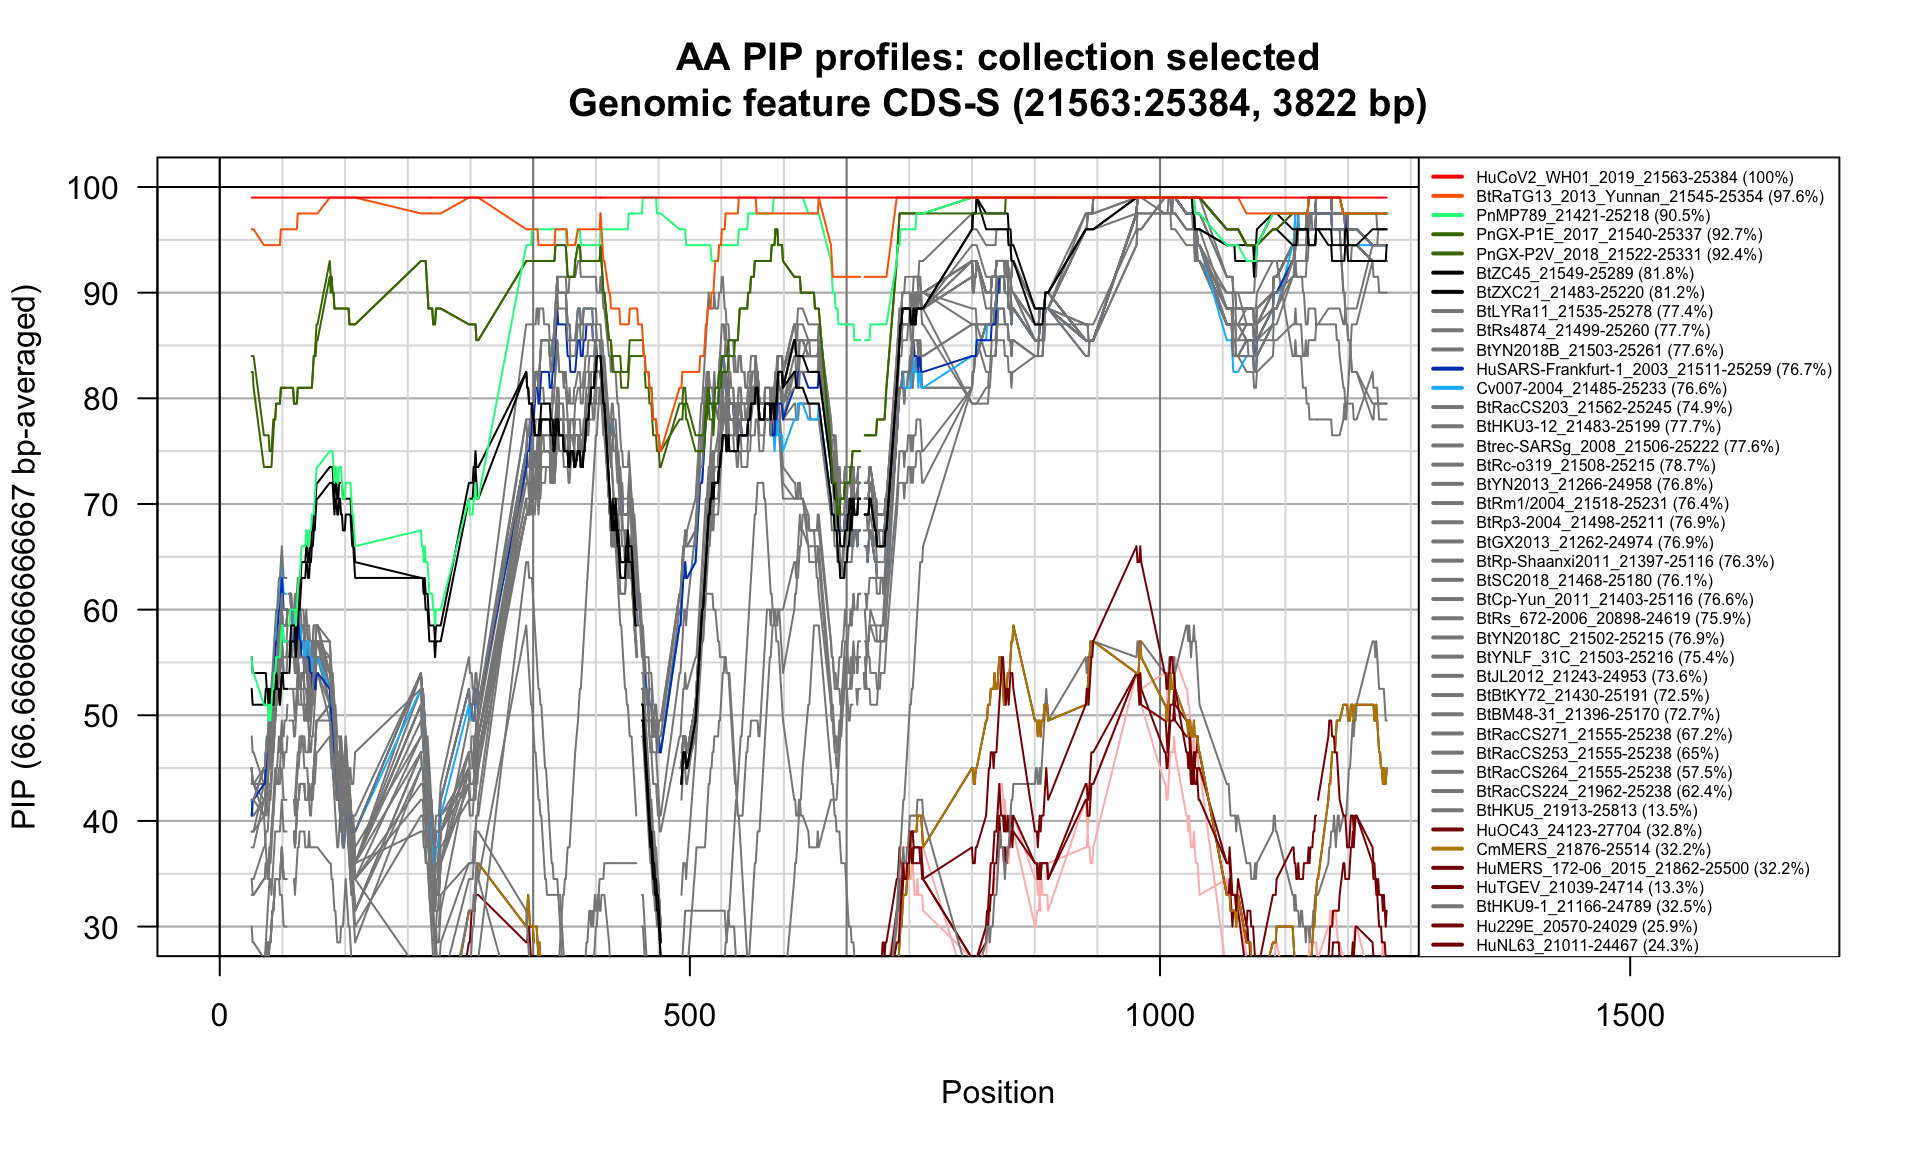 AA PIP profiles: collection selected
Genomic feature CDS-S (21563:25384, 3822 bp)
PIP (66.6666666666667 bp-averaged)
100
90
80
70
60
50
40
30
0
500
1000
1500
Position
HuCoV2_WH01_2019_21563-25384 (100%)
BtRaTG13_2013_Yunnan_21545-25354 (97.6%)
PnMP789_21421-25218 (90.5%)
PnGX-P1E_2017_21540-25337 (92.7%)
PnGX-P2V_2018_21522-25331 (92.4%)
BtZC45_21549-25289 (81.8%)
BtZXC21_21483-25220 (81.2%)
BtLYRa11_21535-25278 (77.4%)
BtRs4874_21499-25260 (77.7%)
BtYN2018B_21503-25261 (77.6%)
HuSARS-Frankfurt-1_2003_21511-25259 (76.7%)
Cv007-2004_21485-25233 (76.6%)
BtRacCS203_21562-25245 (74.9%)
BtHKU3-12_21483-25199 (77.7%)
Btrec-SARSg_2008_21506-25222 (77.6%)
BtRc-o319_21508-25215 (78.7%)
BtYN2013_21266-24958 (76.8%)
BtRm1/2004_21518-25231 (76.4%)
BtRp3-2004_21498-25211 (76.9%)
BtGX2013_21262-24974 (76.9%)
BtRp-Shaanxi2011_21397-25116 (76.3%)
BtSC2018_21468-25180 (76.1%)
BtCp-Yun_2011_21403-25116 (76.6%)
BtRs_672-2006_20898-24619 (75.9%)
BtYN2018C_21502-25215 (76.9%)
BtYNLF_31C_21503-25216 (75.4%)
BtJL2012_21243-24953 (73.6%)
BtBtKY72_21430-25191 (72.5%)
BtBM48-31_21396-25170 (72.7%)
BtRacCS271_21555-25238 (67.2%)
BtRacCS253_21555-25238 (65%)
BtRacCS264_21555-25238 (57.5%)
BtRacCS224_21962-25238 (62.4%)
BtHKU5_21913-25813 (13.5%)
HuOC43_24123-27704 (32.8%)
CmMERS_21876-25514 (32.2%)
HuMERS_172-06_2015_21862-25500 (32.2%)
HuTGEV_21039-24714 (13.3%)
BtHKU9-1_21166-24789 (32.5%)
Hu229E_20570-24029 (25.9%)
HuNL63_21011-24467 (24.3%)